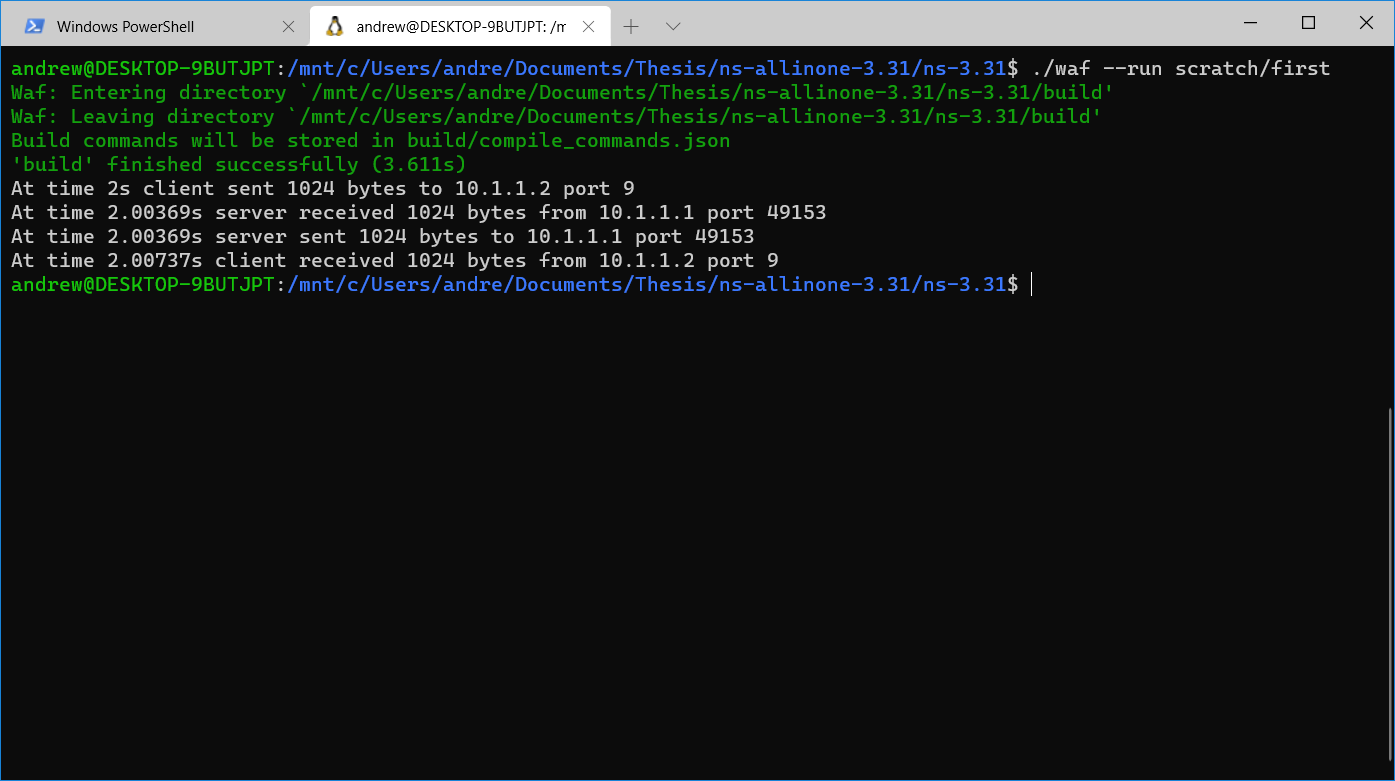 Windows PowerShell
andrew@DESKTOP-9BUTJPT: /m
andrew@DESKTOP-9BUTJPT:/mnt/c/Users/andre/Documents/Thesis/ns-allinone-3.31/ns-3.31$ ./waf --run scratch/first
Waf: Entering directory `/mnt/c/Users/andre/Documents/Thesis/ns-allinone-3.31/ns-3.31/build'
Waf: Leaving directory `/mnt/c/Users/andre/Documents/Thesis/ns-allinone-3.31/ns-3.31/build'
Build commands will be stored in build/compile_commands.json
'build' finished successfully (3.611s)
At time 2s client sent 1024 bytes to 10.1.1.2 port 9
At time 2.00369s server received 1024 bytes from 10.1.1.1 port 49153
At time 2.00369s server sent 1024 bytes to 10.1.1.1 port 49153
At time 2.00737s client received 1024 bytes from 10.1.1.2 port 9
andrew@DESKTOP-9BUTJPT:/mnt/c/Users/andre/Documents/Thesis/ns-allinone-3.31/ns-3.31$